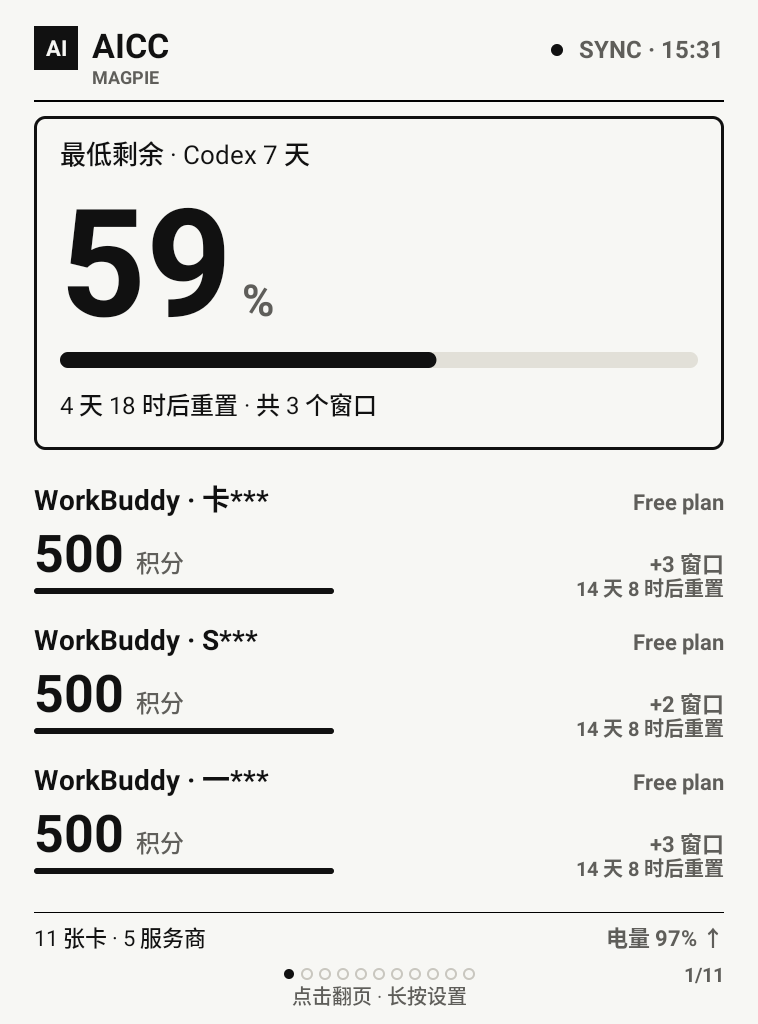 AI AICC
MAGPIE
SYNC · 15:31
最低剩余 · Codex 7 天
59 %
4 天 18 时后重置 · 共 3 个窗口
WorkBuddy · 卡*** Free plan
500 积分 +3 窗口
14 天 8 时后重置
WorkBuddy · S*** Free plan
500 积分 +2 窗口
14 天 8 时后重置
WorkBuddy · 一*** Free plan
500 积分 +3 窗口
14 天 8 时后重置
11 张卡 · 5 服务商 电量 97% ↑
1/11
点击翻页 · 长按设置